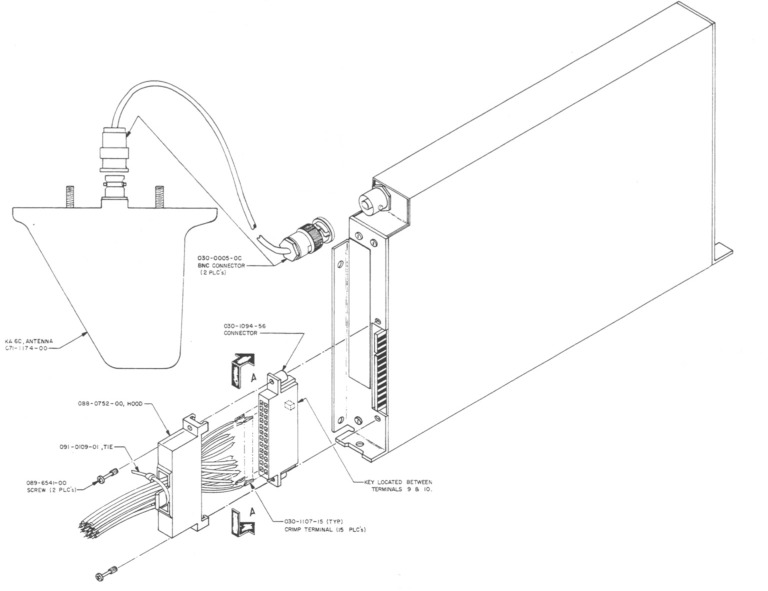 030-0005-00
BNC CONNECTOR
(2 PLC's)
030-1094-56
CONNECTOR
KA 60, ANTENNA
071-1174-00
A
088-0752-00, HOOD
091-0109-01 ,TIE
089-6541-00
SCREW (2 PLC's)
KEY LOCATED BETWEEN
TERMINALS 9 & 10.
A
030-1107-15 (TYP)
CRIMP TERMINAL (15 PLC's)